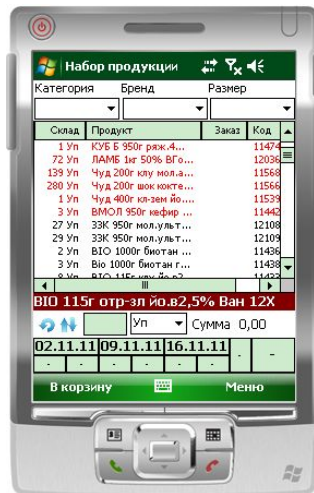 Набор продукции
Категория Бренд Размер
Склад Продукт Заказ Код
1 Уп КУБ Б 950г ряж.4... 11474
72 Уп ЛАМБ 1кг 50% ВГо... 12036
139 Уп Чуд 200г клу мол.а... 11568
280 Уп Чуд 200г шок кокте... 11566
1 Уп Чуд 400г кл-зем йо.... 11539
3 Уп ВМОЛ 950г кефир ... 11442
27 Уп 33К 950г мол.ульт... 12108
29 Уп 33К 950г мол.ульт... 12109
2 Уп BIO 1000г биотан ... 11436
3 Уп Bio 1000г биотан г... 11438
BIO 115г отр-зл йо.в2,5% Ван 12X
Уп Сумма 0,00
02.11.11 09.11.11 16.11.11 - -
- - - - - -
В корзину Меню